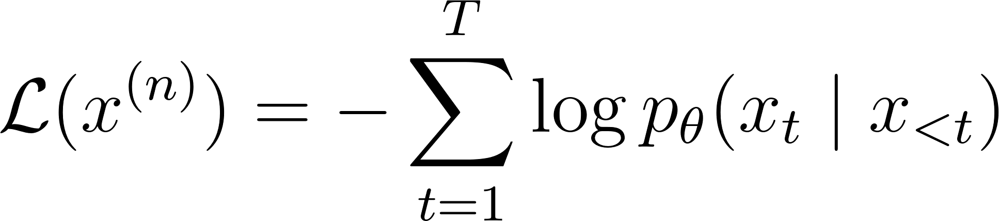 $$\mathcal{L}(x^{(n)}) = -\sum_{t=1}^{T} \log p_\theta(x_t \mid x_{<t})$$